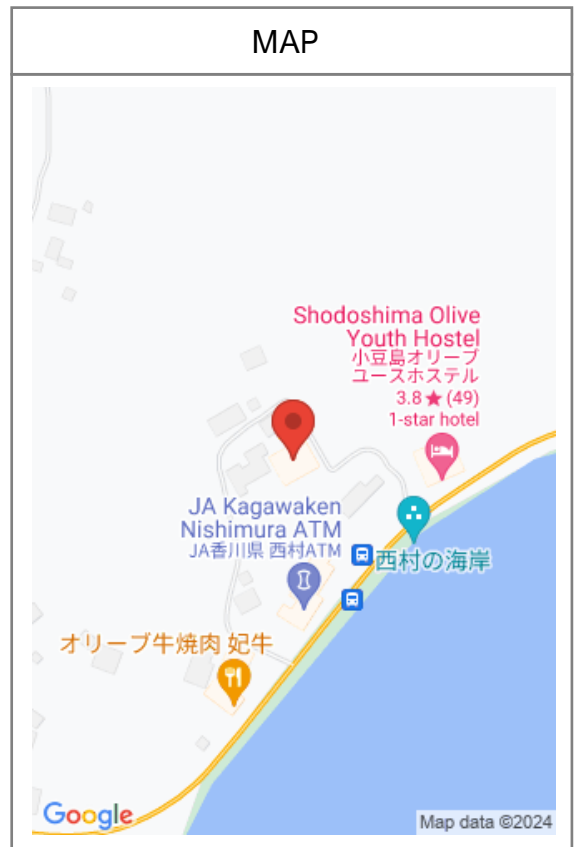 MAP
Shodoshima Olive
Youth Hostel
小豆島オリーブ
ユースホステル
3.8★(49)
1-star hotel
JA Kagawaken
Nishimura ATM
JA香川県 西村ATM
西村の海岸
オリーブ牛焼肉 妃牛
Google
Map data ©2024